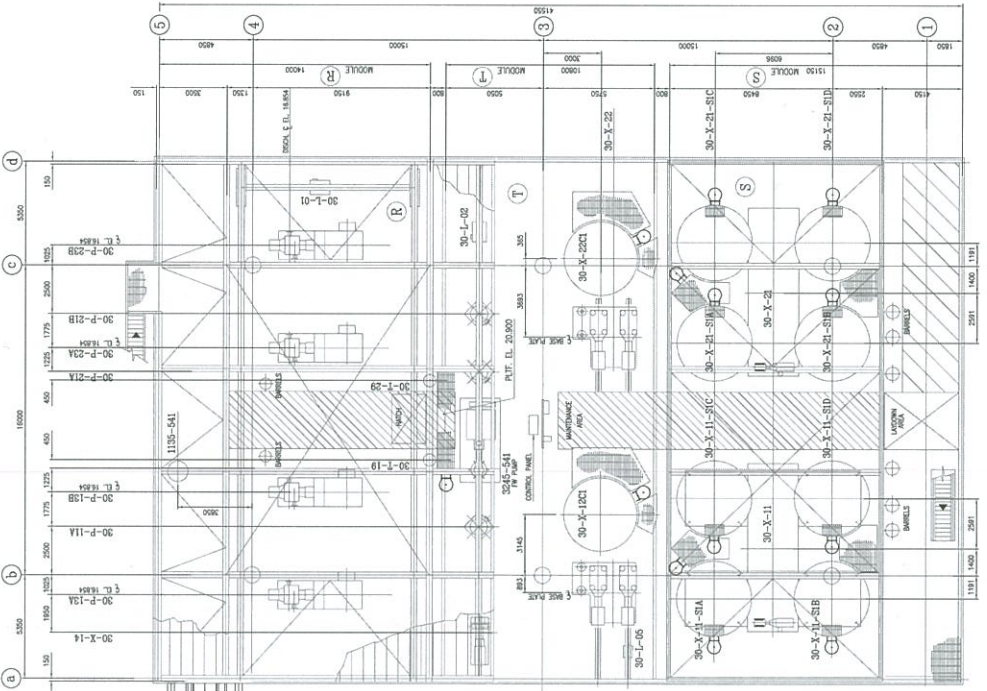 41550
5
4
3
2
1
4850
15000
15000
4850
1850
3000
6096
14000
MODULE
R
10800
MODULE
T
15150
MODULE
S
150
3500
1350
9150
800
5050
5750
800
8450
2550
4150
DISCH. ℄ EL. 16.854
30-X-22
30-X-21-S1C
30-X-21-S1D
d
c
b
a
150
5350
1025
2500
1775
1225
450
450
16000
1225
1775
2500
1025
1950
5350
150
℄ EL. 16.854
30-P-23B
30-P-21B
℄ EL. 16.854
30-P-23A
30-P-21A
1135-541
℄ EL. 16.854
30-P-13B
30-P-11A
℄ EL. 16.854
30-P-13A
30-X-14
3850
30-L-01
R
30-L-02
T
S
30-X-22C1
385
3693
℄ BASE PLATE
PLTF. EL. 20.900
30-T-29
30-T-19
BARRELS
BARRELS
HATCH
3245-541
FW PUMP
CONTROL PANEL
MAINTENANCE
AREA
30-X-12C1
3145
893
℄ BASE PLATE
30-L-05
30-X-21-S1A
30-X-21-S1B
30-X-21
30-X-11-S1C
30-X-11-S1D
30-X-11
30-X-11-S1A
30-X-11-S1B
BARRELS
LAYDOWN
AREA
BARRELS
1191
1400
2591
2591
1400
1191